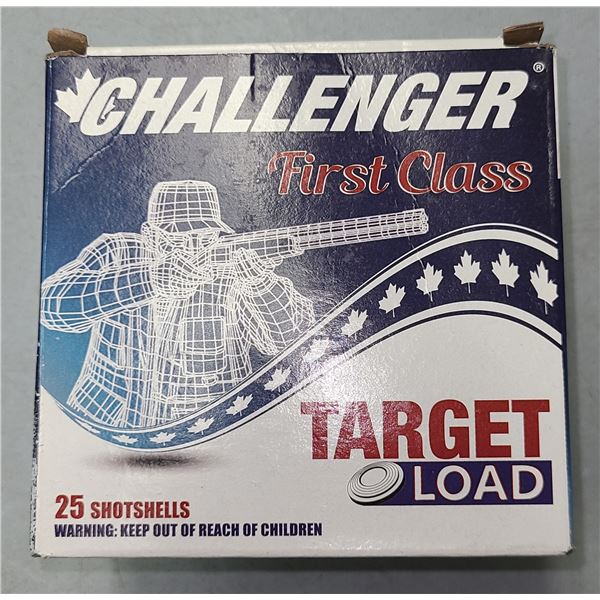 CHALLENGER®
First Class
TARGET
LOAD
25 SHOTSHELLS
WARNING: KEEP OUT OF REACH OF CHILDREN